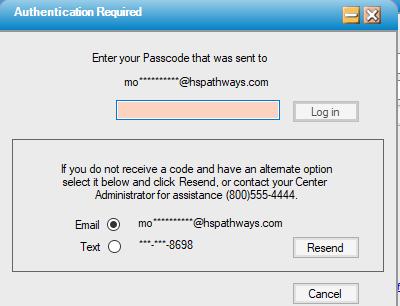 Authentication Required
Enter your Passcode that was sent to
mo**********@hspathways.com
Log in
If you do not receive a code and have an alternate option
select it below and click Resend, or contact your Center
Administrator for assistance (800)555-4444.
Email mo**********@hspathways.com
Text ***-***-8698
Resend
Cancel